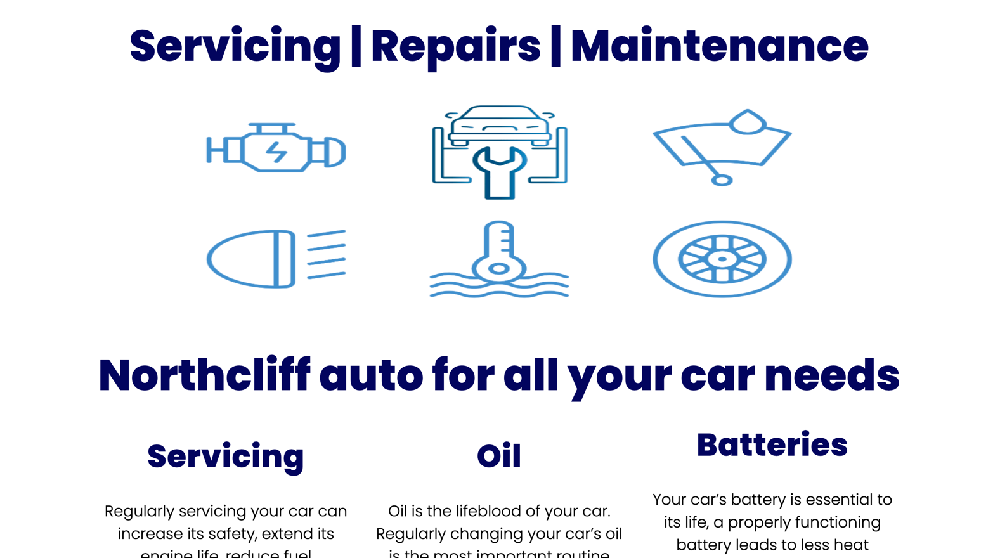 Servicing | Repairs | Maintenance
Northcliff auto for all your car needs
Servicing
Regularly servicing your car can
increase its safety, extend its
engine life, reduce fuel
Oil
Oil is the lifeblood of your car.
Regularly changing your car’s oil
is the most important routine
Batteries
Your car’s battery is essential to
its life, a properly functioning
battery leads to less heat